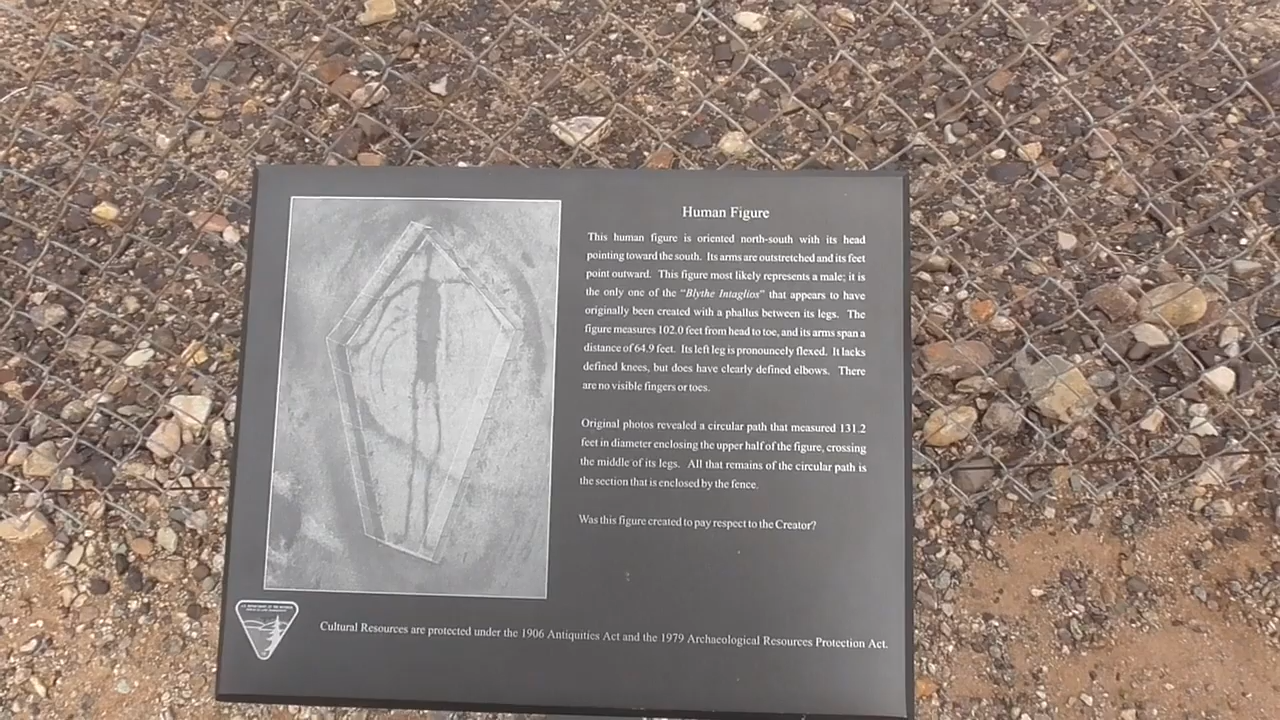 Human Figure
This human figure is oriented north-south with its head
pointing toward the south. Its arms are outstretched and its feet
point outward. This figure most likely represents a male; it is
the only one of the "Blythe Intaglios" that appears to have
originally been created with a phallus between its legs. The
figure measures 102.0 feet from head to toe, and its arms span a
distance of 64.9 feet. Its left leg is pronouncely flexed. It lacks
defined knees, but does have clearly defined elbows. There
are no visible fingers or toes.
Original photos revealed a circular path that measured 131.2
feet in diameter enclosing the upper half of the figure, crossing
the middle of its legs. All that remains of the circular path is
the section that is enclosed by the fence.
Was this figure created to pay respect to the Creator?
U.S. DEPARTMENT OF THE INTERIOR
BUREAU OF LAND MANAGEMENT
Cultural Resources are protected under the 1906 Antiquities Act and the 1979 Archaeological Resources Protection Act.